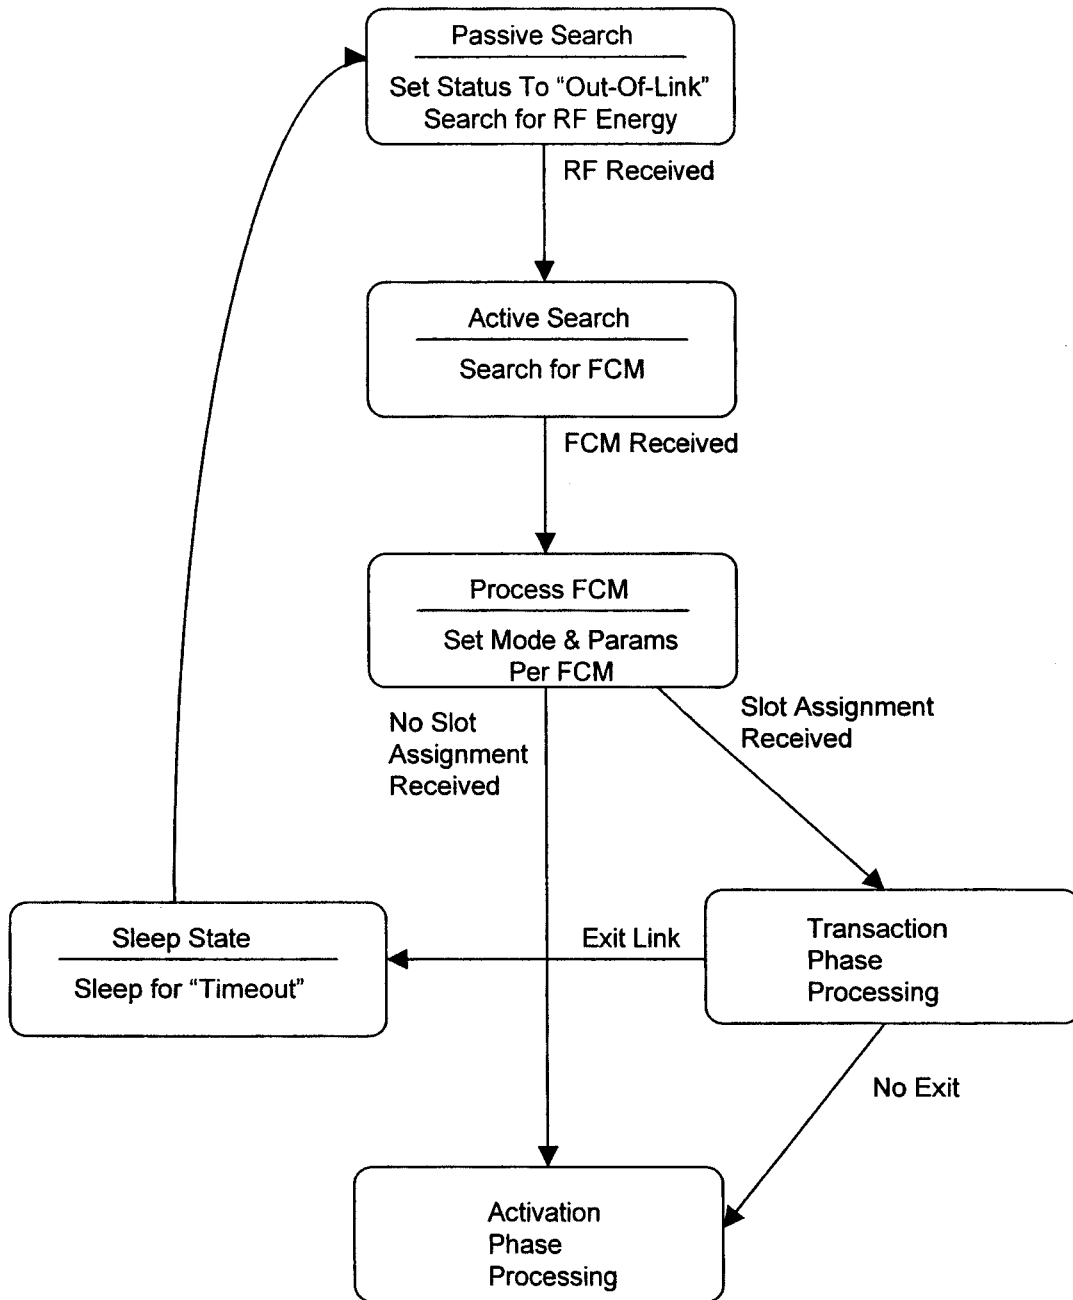 Passive Search
Set Status To “Out-Of-Link”
Search for RF Energy
RF Received
Active Search
Search for FCM
FCM Received
Process FCM
Set Mode & Params
Per FCM
No Slot
Assignment
Received
Slot Assignment
Received
Sleep State
Sleep for “Timeout”
Exit Link
Transaction
Phase
Processing
No Exit
Activation
Phase
Processing